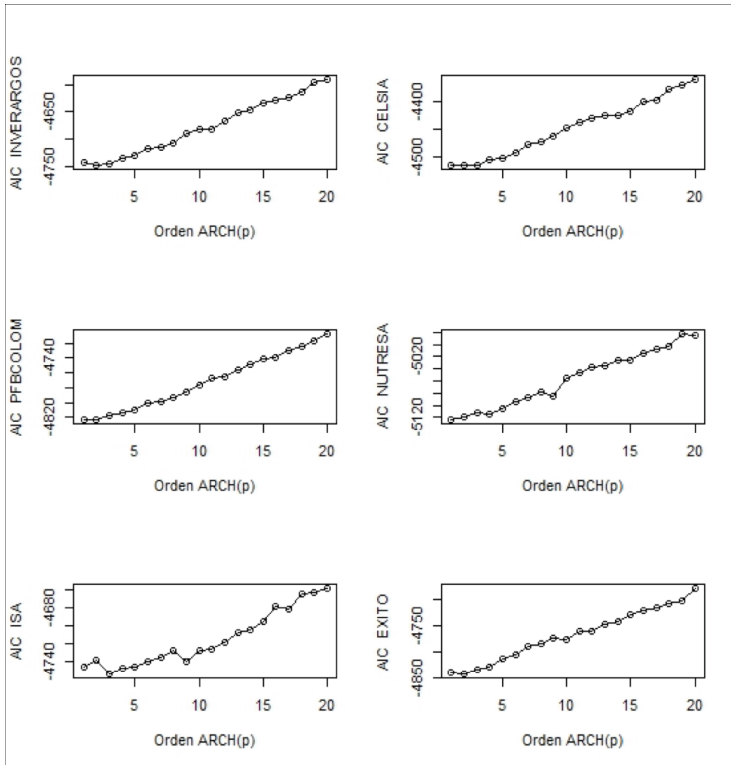 AIC INVERARGOS
-4650
-4750
5 10 15 20
Orden ARCH(p)
AIC CELSIA
-4400
-4500
5 10 15 20
Orden ARCH(p)
AIC PFBCOLOM
-4740
-4820
5 10 15 20
Orden ARCH(p)
AIC NUTRESA
-5020
-5120
5 10 15 20
Orden ARCH(p)
AIC ISA
-4680
-4740
5 10 15 20
Orden ARCH(p)
AIC EXITO
-4750
-4850
5 10 15 20
Orden ARCH(p)